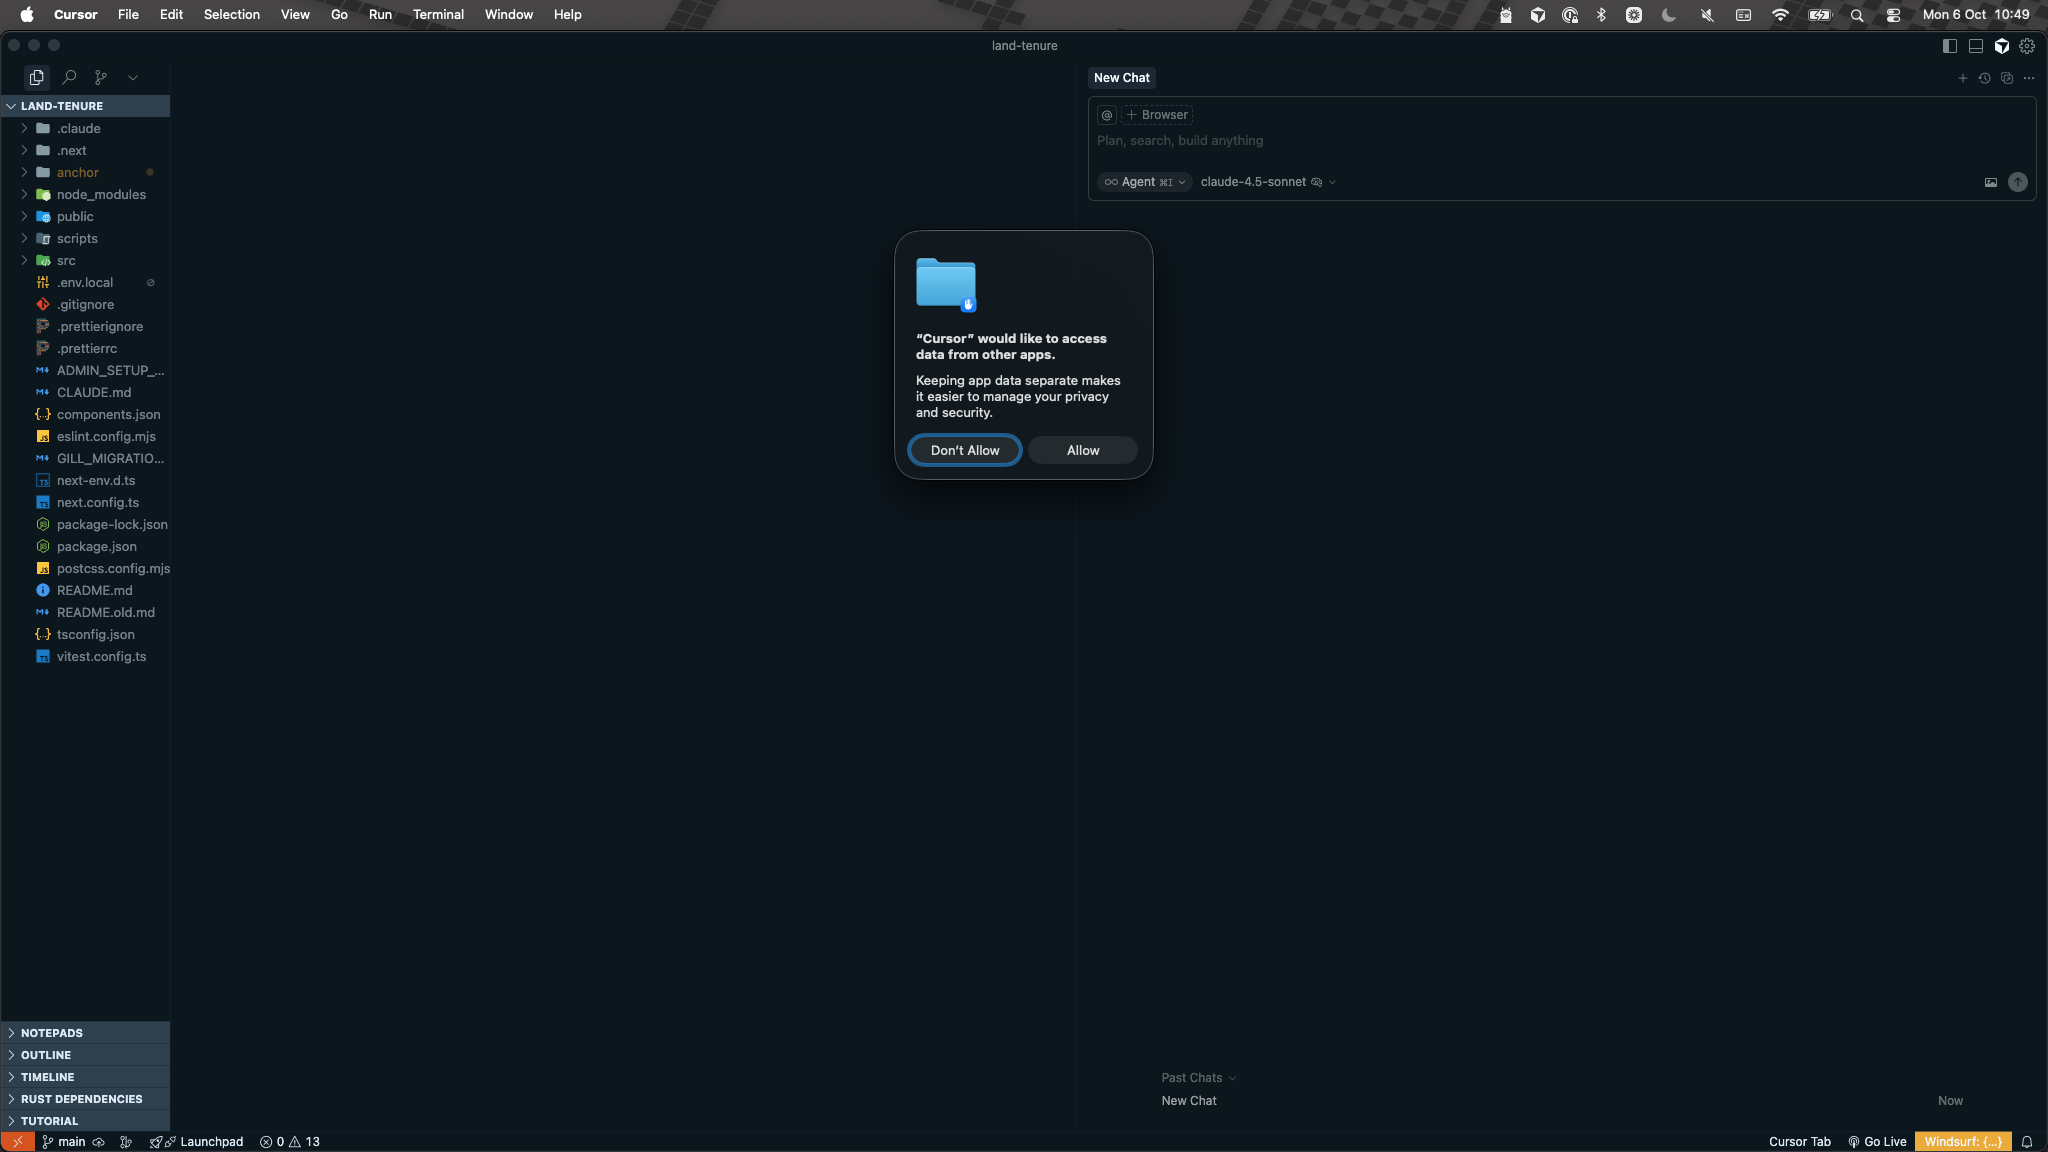 Cursor File Edit Selection View Go Run Terminal Window Help
Mon 6 Oct 10:49
land-tenure
LAND-TENURE
.claude
.next
anchor
node_modules
public
scripts
src
.env.local
.gitignore
.prettierignore
.prettierrc
ADMIN_SETUP_...
CLAUDE.md
components.json
eslint.config.mjs
GILL_MIGRATIO...
next-env.d.ts
next.config.ts
package-lock.json
package.json
postcss.config.mjs
README.md
README.old.md
tsconfig.json
vitest.config.ts
NOTEPADS
OUTLINE
TIMELINE
RUST DEPENDENCIES
TUTORIAL
“Cursor” would like to access
data from other apps.
Keeping app data separate makes
it easier to manage your privacy
and security.
Don’t Allow
Allow
New Chat
@ + Browser
Plan, search, build anything
∞ Agent ⌘I claude-4.5-sonnet
Past Chats
New Chat Now
main Launchpad 0 13
Cursor Tab Go Live Windsurf: {...}